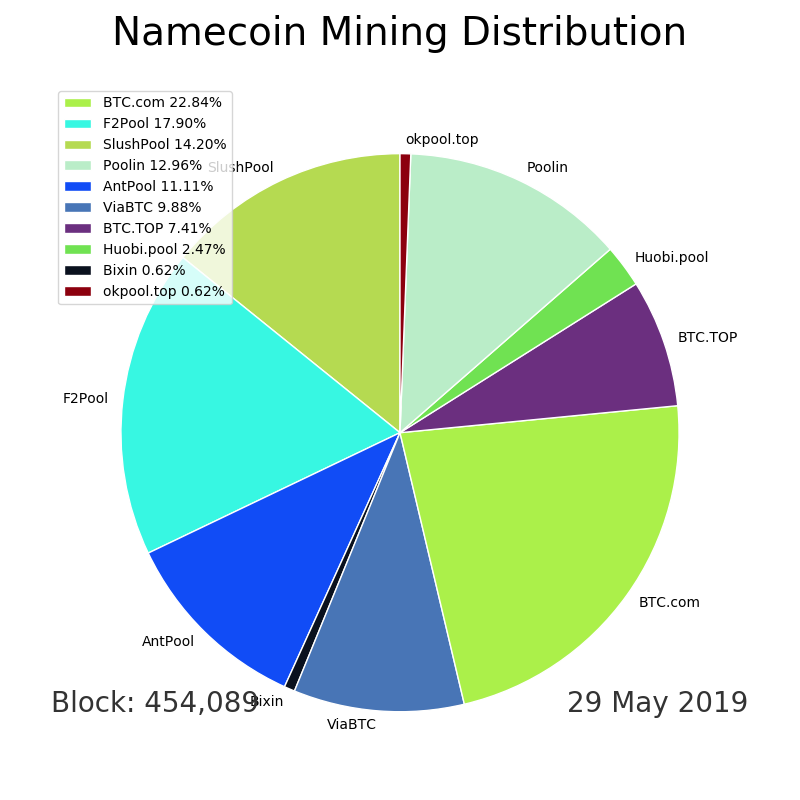 Namecoin Mining Distribution
BTC.com 22.84%
F2Pool 17.90%
SlushPool 14.20%
Poolin 12.96%
AntPool 11.11%
ViaBTC 9.88%
BTC.TOP 7.41%
Huobi.pool 2.47%
Bixin 0.62%
okpool.top 0.62%
okpool.top
SlushPool
Poolin
Huobi.pool
BTC.TOP
F2Pool
BTC.com
AntPool
Bixin
ViaBTC
Block: 454,089
29 May 2019